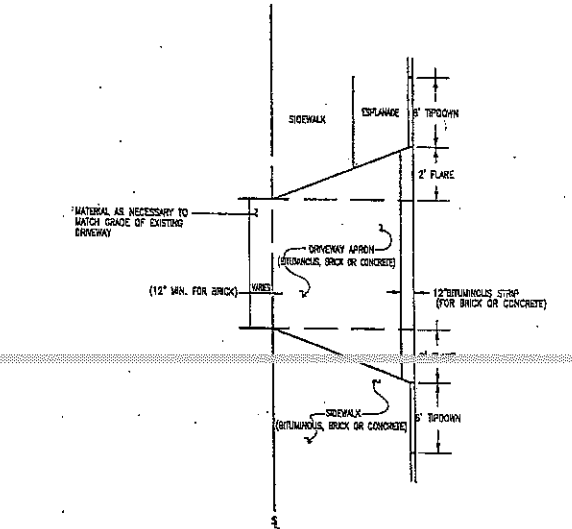 SIDEWALK
ESPLANADE
6' TIPDOWN
2' FLARE
MATERIAL AS NECESSARY TO
MATCH GRADE OF EXISTING
DRIVEWAY
DRIVEWAY APRON
(BITUMINOUS, BRICK OR CONCRETE)
(12" MIN. FOR BRICK)
VARIES
12" BITUMINOUS STRIP
(FOR BRICK OR CONCRETE)
SIDEWALK
(BITUMINOUS, BRICK OR CONCRETE)
6' TIPDOWN